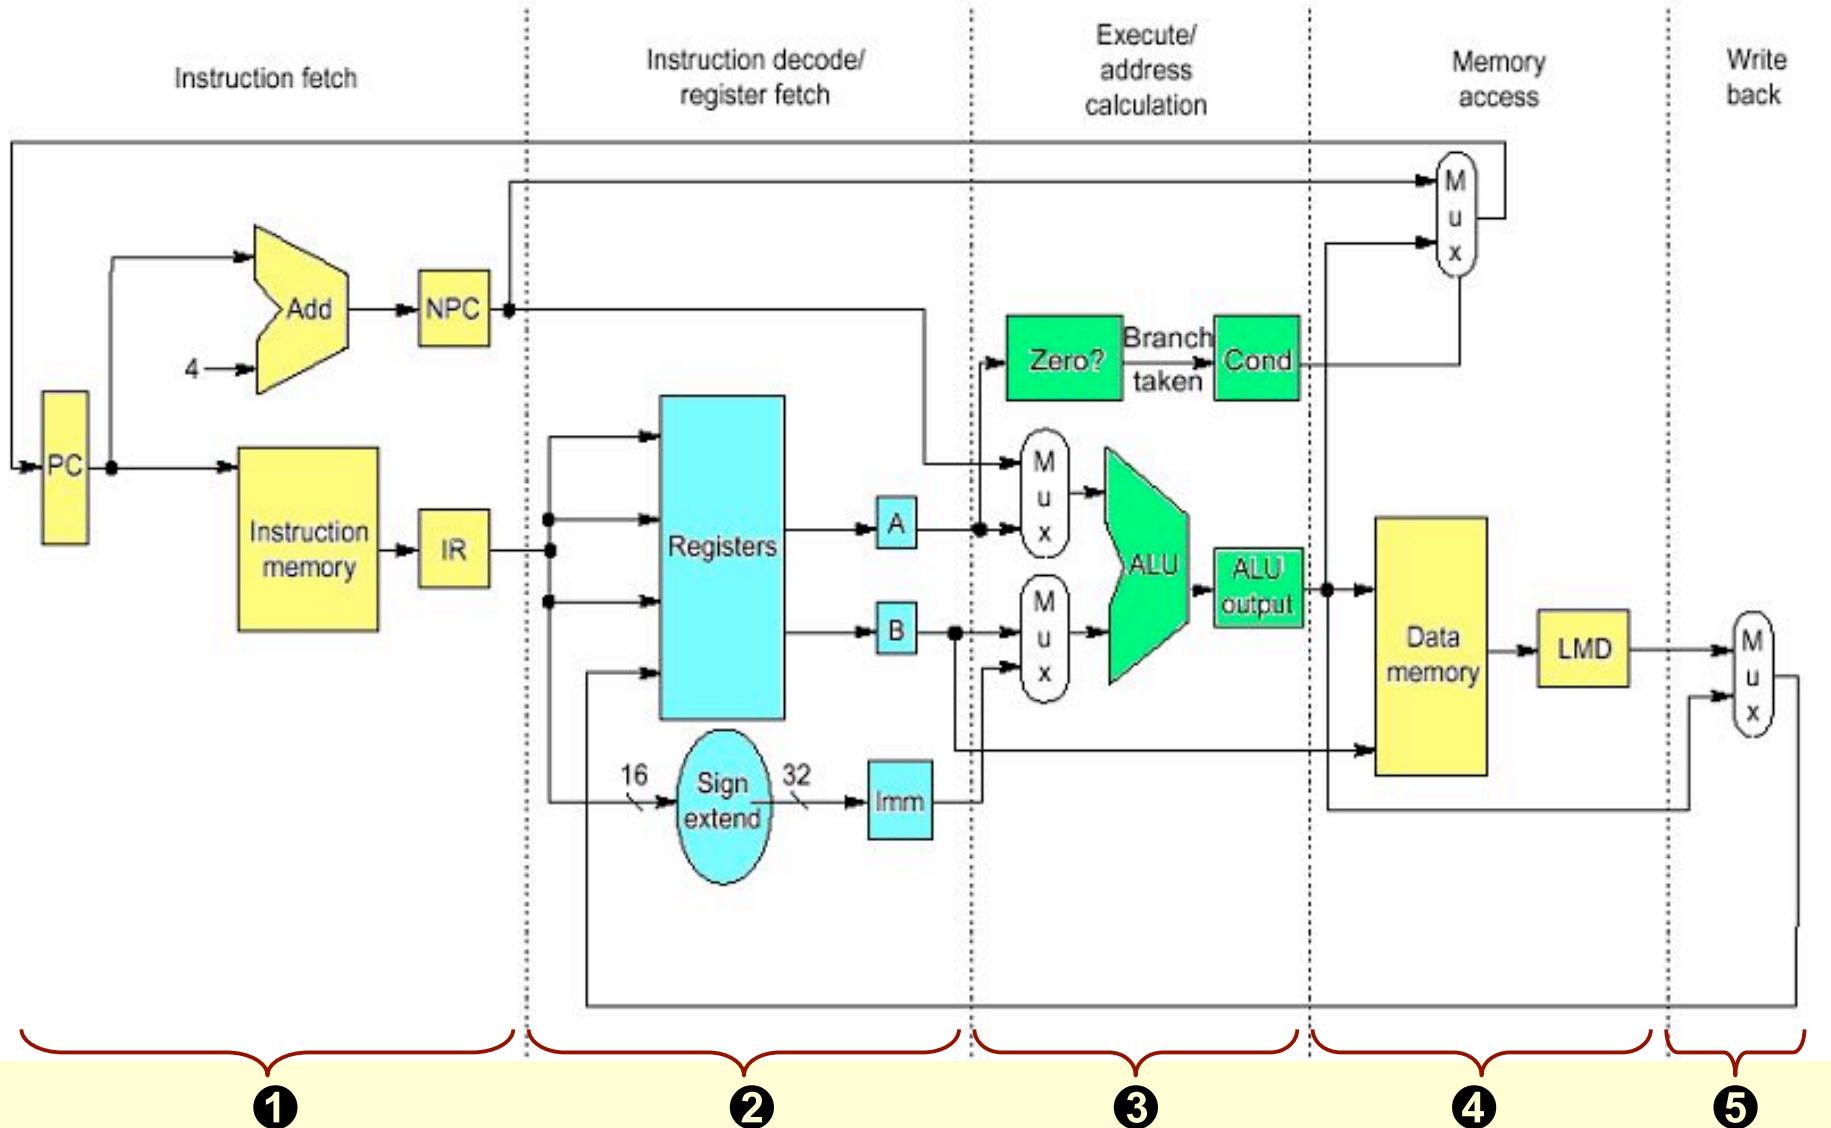 Instruction fetch
Instruction decode/
register fetch
Execute/
address
calculation
Memory
access
Write
back
M
u
x
Add
NPC
4
Zero?
Branch
taken
Cond
PC
Instruction
memory
IR
Registers
A
B
M
u
x
M
u
x
ALU
ALU
output
Data
memory
LMD
M
u
x
16
Sign
extend
32
Imm
1
2
3
4
5